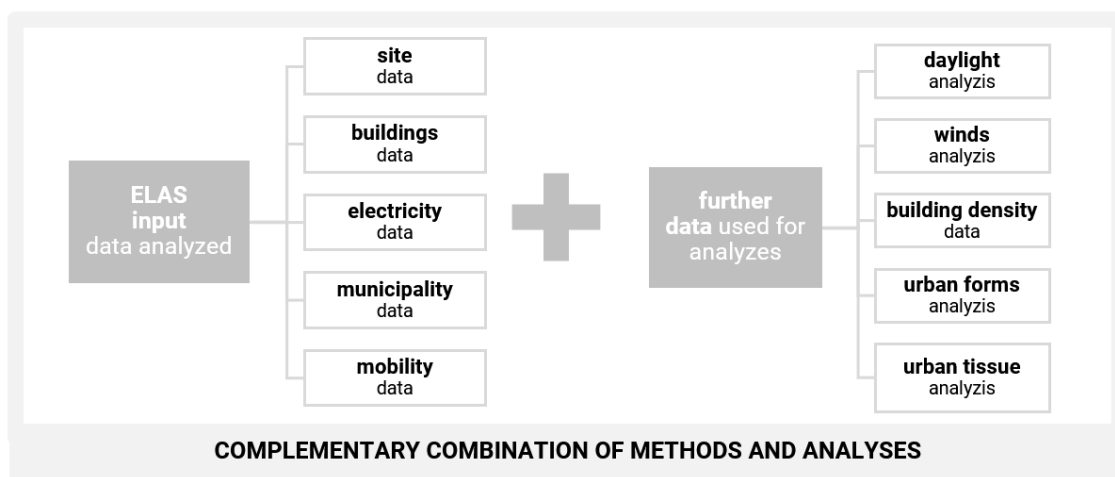 ELAS
input
data analyzed
site
data
buildings
data
electricity
data
municipality
data
mobility
data
further
data used for
analyzes
daylight
analyzis
winds
analyzis
building density
data
urban forms
analyzis
urban tissue
analyzis
COMPLEMENTARY COMBINATION OF METHODS AND ANALYSES